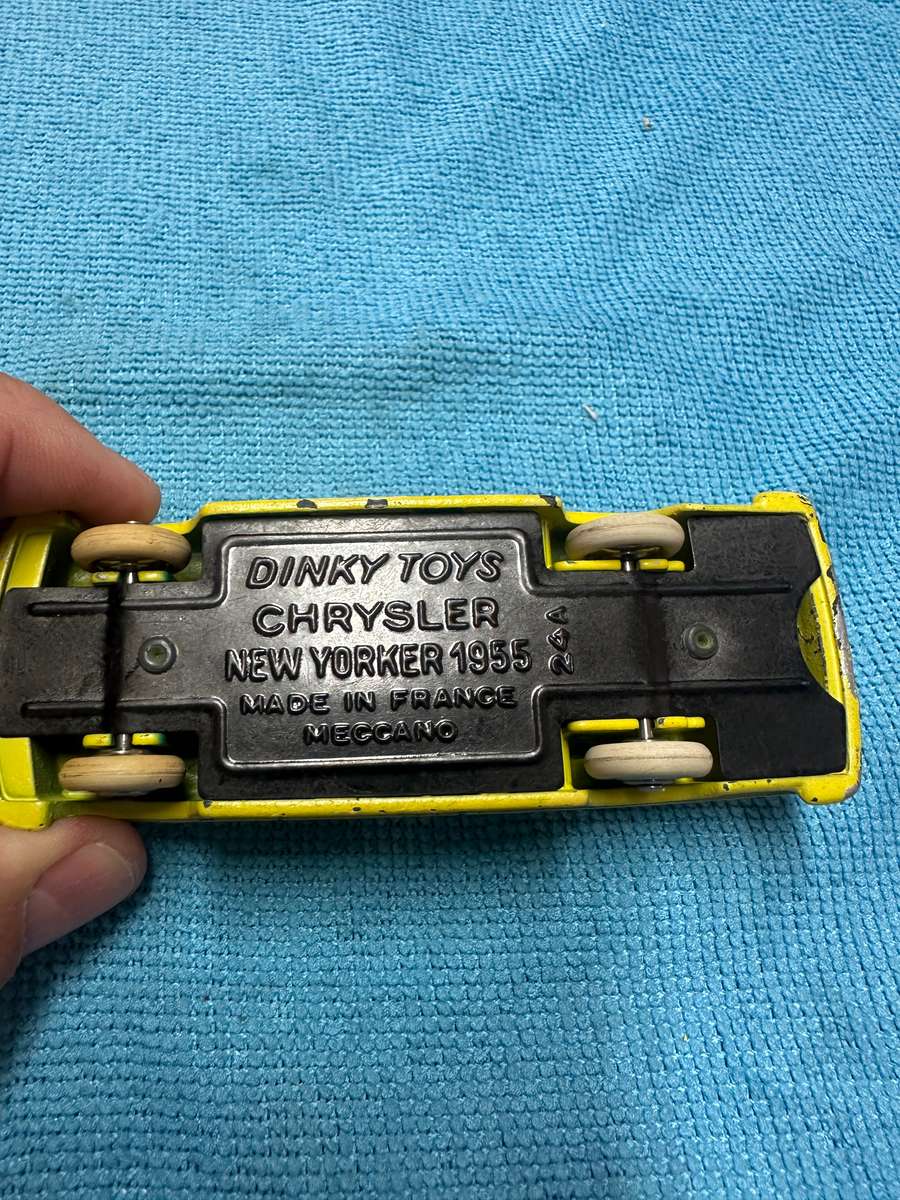 DINKY TOYS
CHRYSLER
NEW YORKER 1955
MADE IN FRANCE
MECCANO
24A